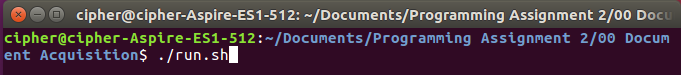 cipher@cipher-Aspire-ES1-512: ~/Documents/Programming Assignment 2/00 Docu
cipher@cipher-Aspire-ES1-512:~/Documents/Programming Assignment 2/00 Docum
ent Acquisition$ ./run.sh